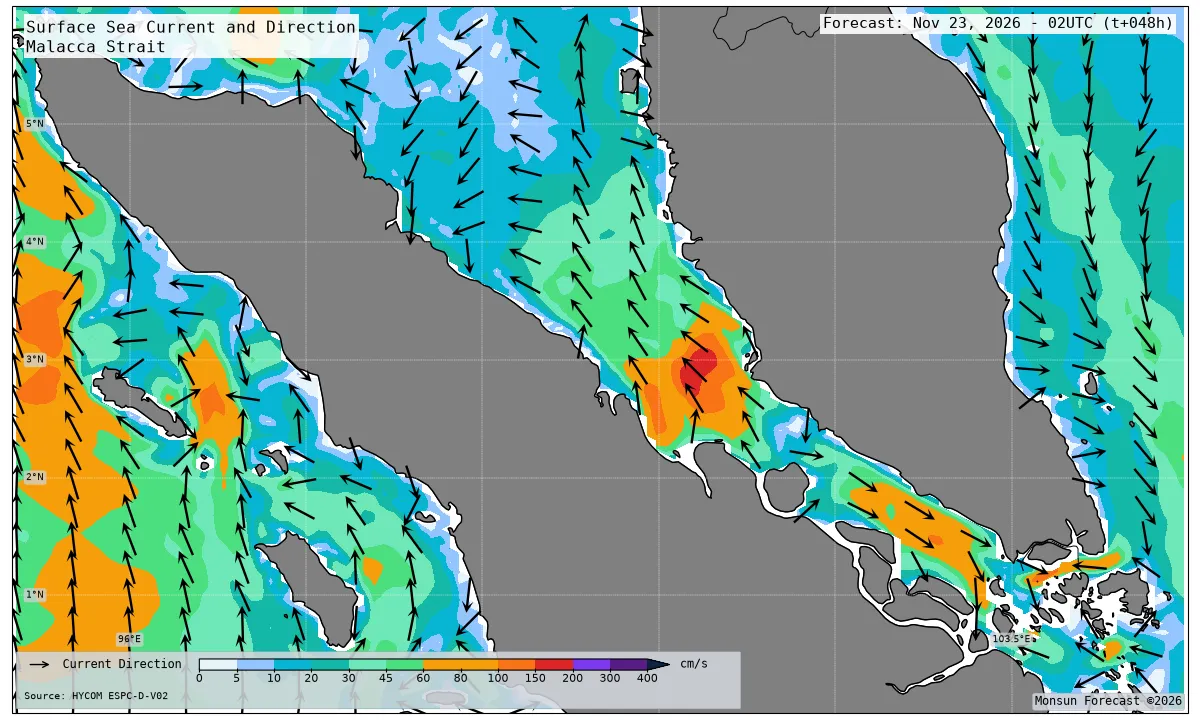 Surface Sea Current and Direction
Malacca Strait
Forecast: Nov 23, 2026 - 02UTC (t+048h)
5°N
4°N
3°N
2°N
1°N
96°E
103.5°E
Current Direction
0 5 10 20 30 45 60 80 100 150 200 300 400
cm/s
Source: HYCOM ESPC-D-V02
Monsun Forecast ©2026